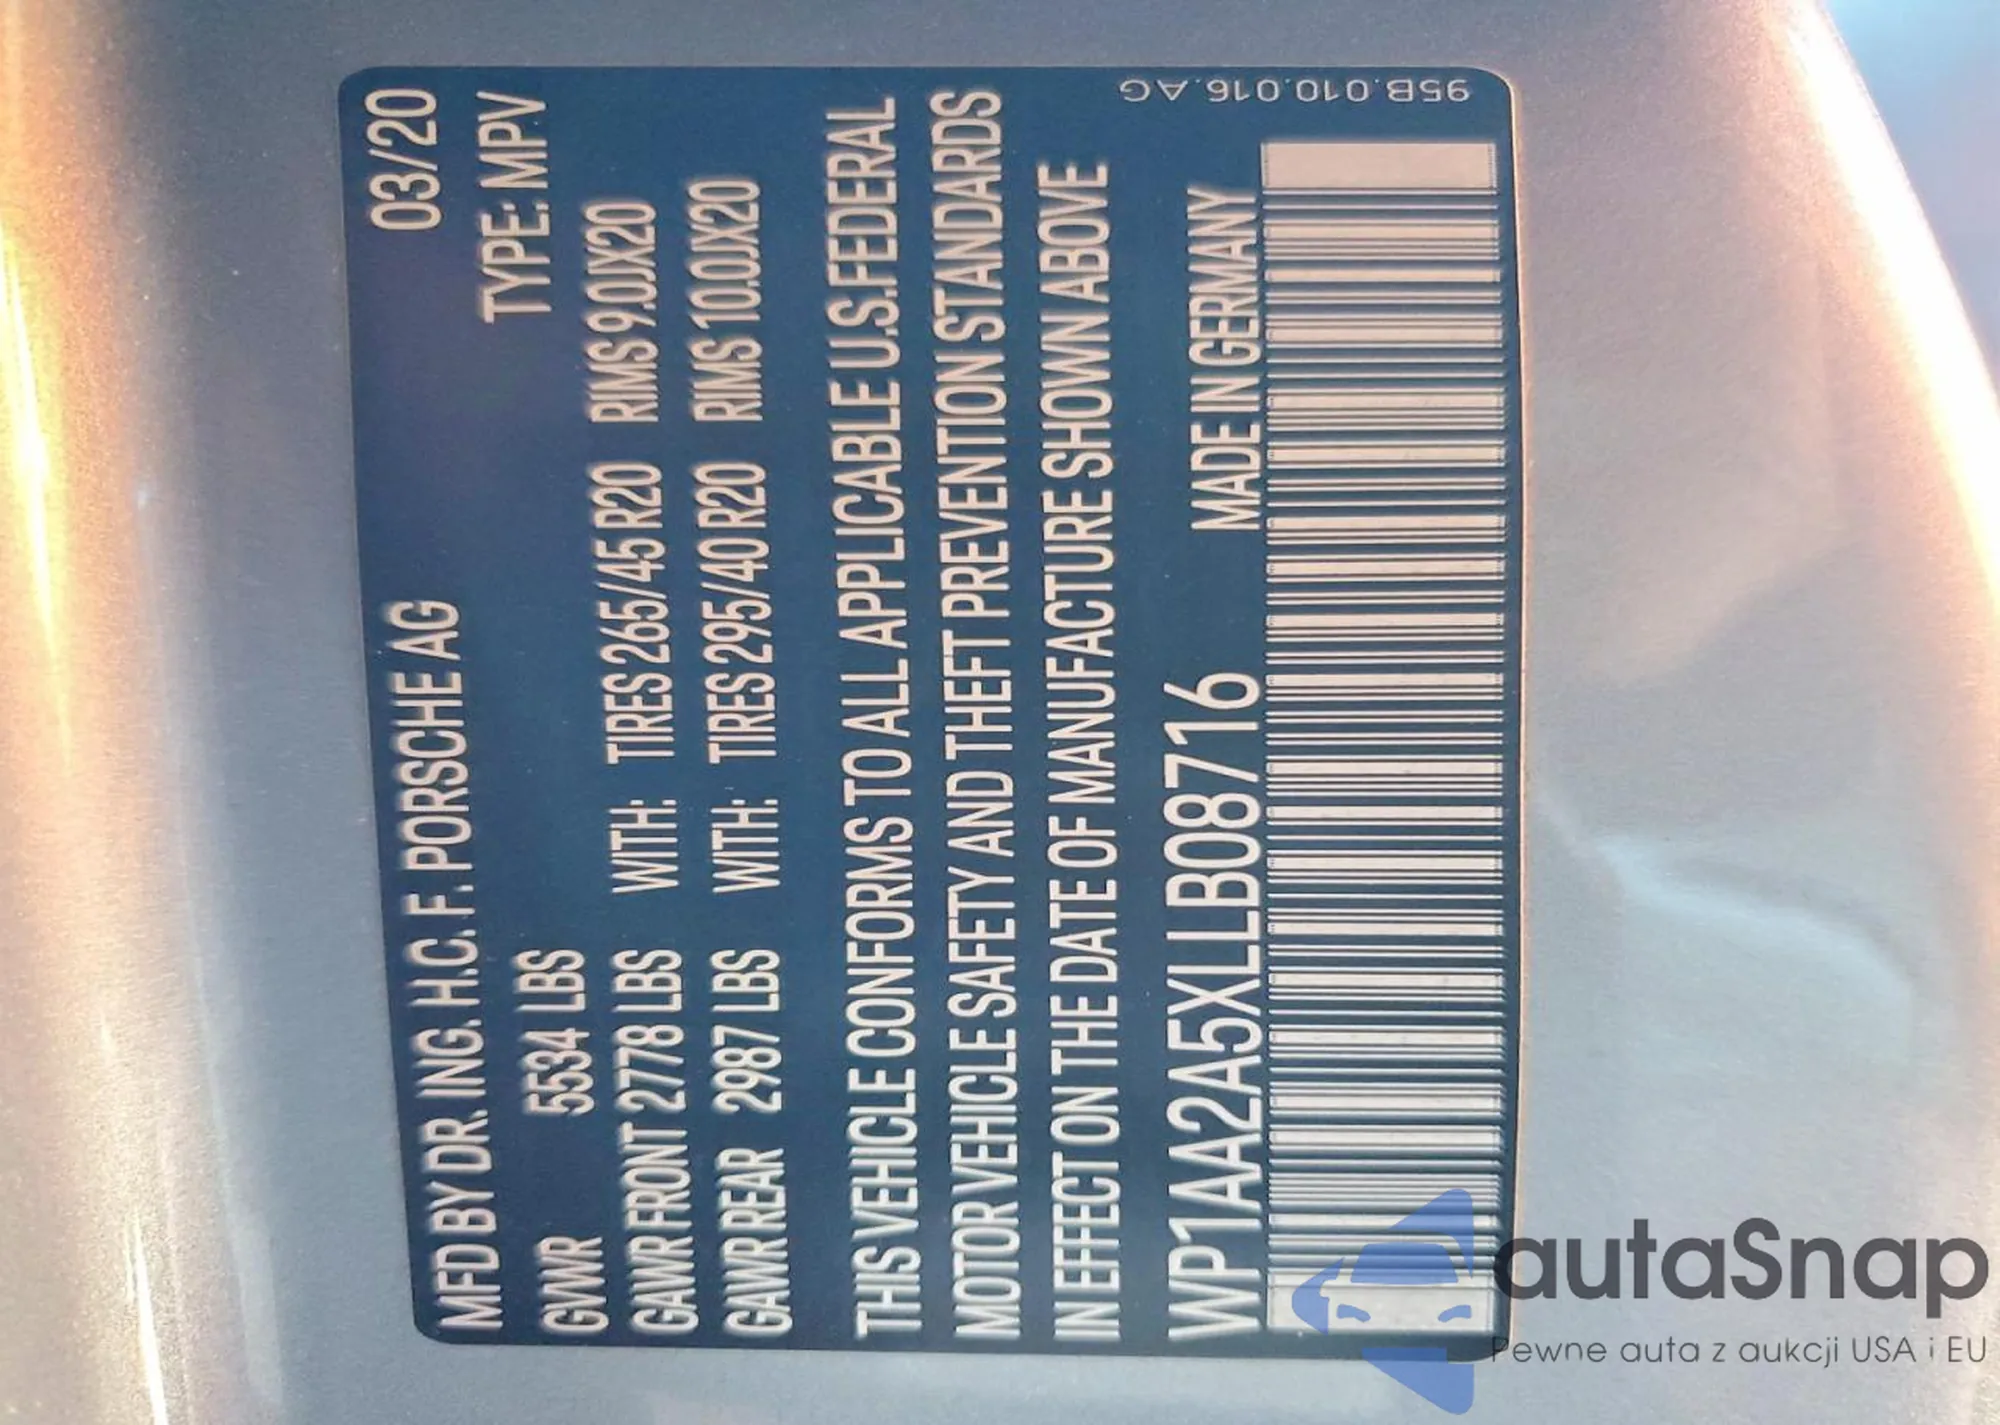 MFD BY DR. ING. H.C. F. PORSCHE AG 03/20
GVWR 5534 LBS TYPE: MPV
GAWR FRONT 2778 LBS WITH: TIRES 265/45 R20 RIMS 9.0JX20
GAWR REAR 2987 LBS WITH: TIRES 295/40 R20 RIMS 10.0JX20
THIS VEHICLE CONFORMS TO ALL APPLICABLE U.S.FEDERAL
MOTOR VEHICLE SAFETY AND THEFT PREVENTION STANDARDS
IN EFFECT ON THE DATE OF MANUFACTURE SHOWN ABOVE
WP1AA2A5XLLB08716 MADE IN GERMANY
95B.010.016.AG
autaSnap
Pewne auta z aukcji USA i EU